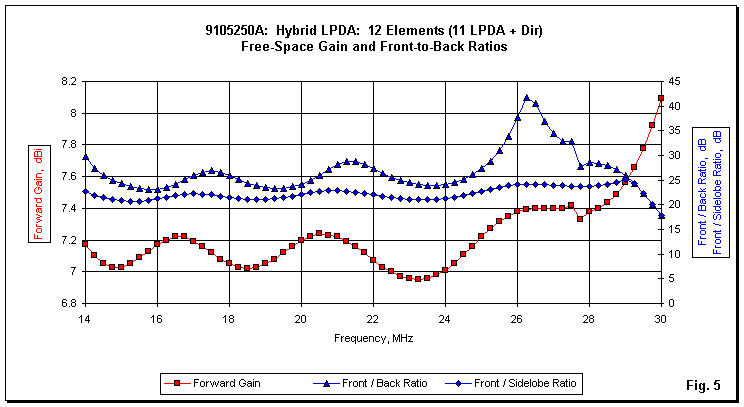 9105250A: Hybrid LPDA: 12 Elements (11 LPDA + Dir)
Free-Space Gain and Front-to-Back Ratios
8.2
8
7.8
7.6
7.4
7.2
7
6.8
Forward Gain, dBi
45
40
35
30
25
20
15
10
5
0
Front / Back Ratio, dB
Front / Sidelobe Ratio, dB
14 16 18 20 22 24 26 28 30
Frequency, MHz
Forward Gain Front / Back Ratio Front / Sidelobe Ratio
Fig. 5